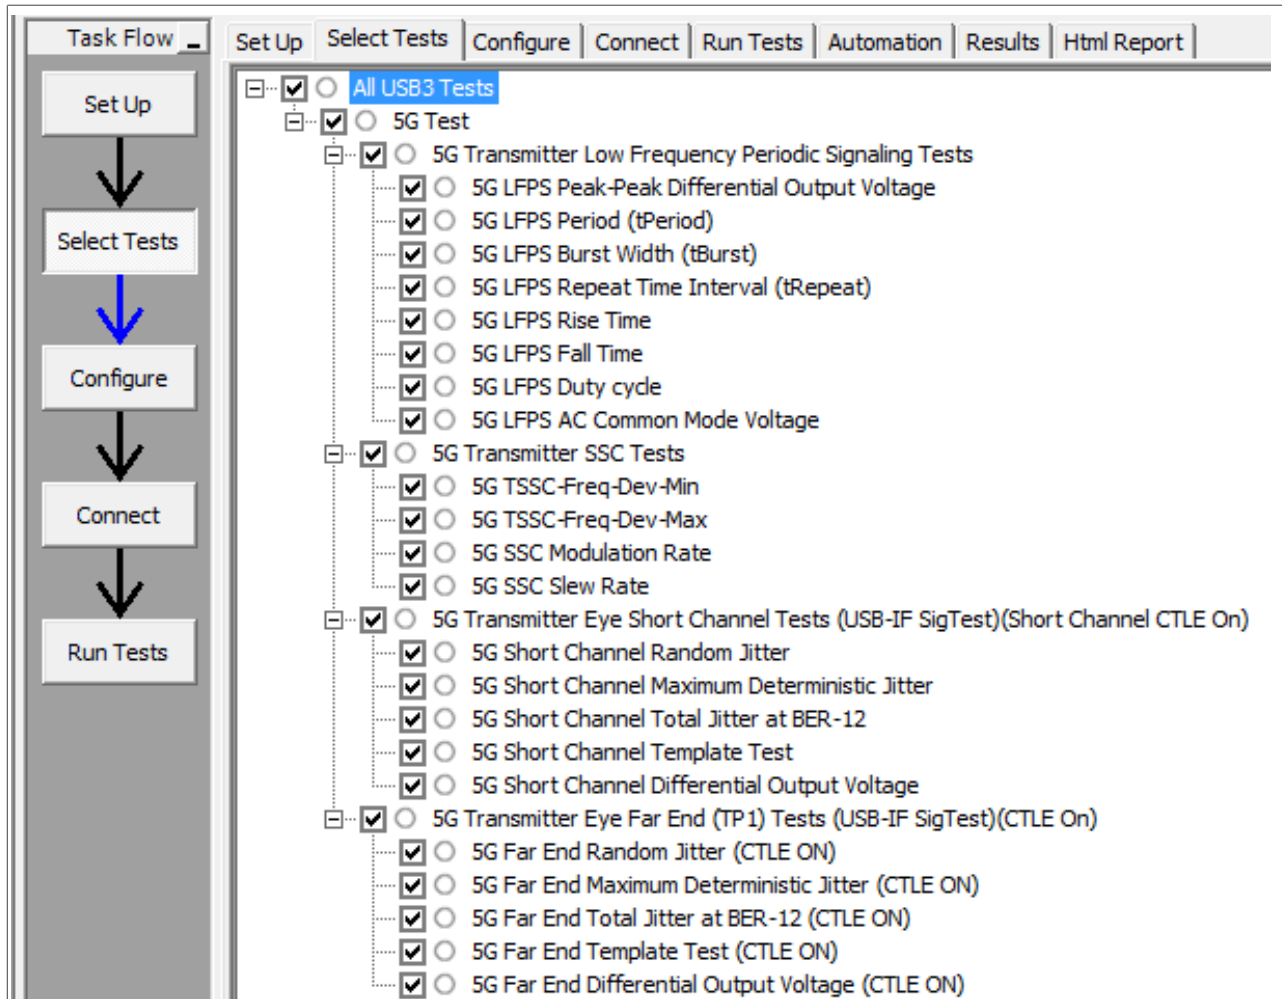 Task Flow
Set Up
Select Tests
Configure
Connect
Run Tests
Set Up Select Tests Configure Connect Run Tests Automation Results Html Report
All USB3 Tests
5G Test
5G Transmitter Low Frequency Periodic Signaling Tests
5G LFPS Peak-Peak Differential Output Voltage
5G LFPS Period (tPeriod)
5G LFPS Burst Width (tBurst)
5G LFPS Repeat Time Interval (tRepeat)
5G LFPS Rise Time
5G LFPS Fall Time
5G LFPS Duty cycle
5G LFPS AC Common Mode Voltage
5G Transmitter SSC Tests
5G TSSC-Freq-Dev-Min
5G TSSC-Freq-Dev-Max
5G SSC Modulation Rate
5G SSC Slew Rate
5G Transmitter Eye Short Channel Tests (USB-IF SigTest)(Short Channel CTLE On)
5G Short Channel Random Jitter
5G Short Channel Maximum Deterministic Jitter
5G Short Channel Total Jitter at BER-12
5G Short Channel Template Test
5G Short Channel Differential Output Voltage
5G Transmitter Eye Far End (TP1) Tests (USB-IF SigTest)(CTLE On)
5G Far End Random Jitter (CTLE ON)
5G Far End Maximum Deterministic Jitter (CTLE ON)
5G Far End Total Jitter at BER-12 (CTLE ON)
5G Far End Template Test (CTLE ON)
5G Far End Differential Output Voltage (CTLE ON)